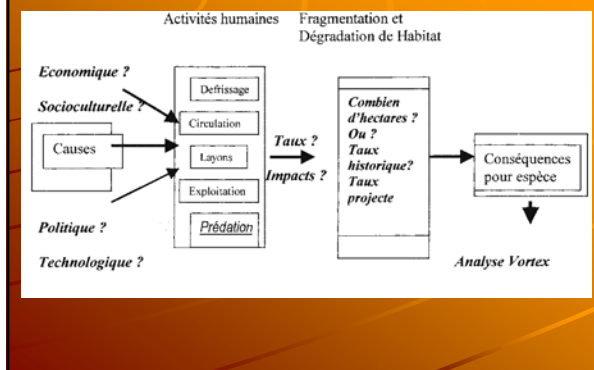 Activités humaines
Fragmentation et
Dégradation de Habitat
Economique ?
Socioculturelle ?
Causes
Politique ?
Technologique ?
Defrissage
Circulation
Layons
Exploitation
Prédation
Taux ?
Impacts ?
Combien
d'hectares ?
Ou ?
Taux
historique?
Taux
projecte
Conséquences
pour espèce
Analyse Vortex